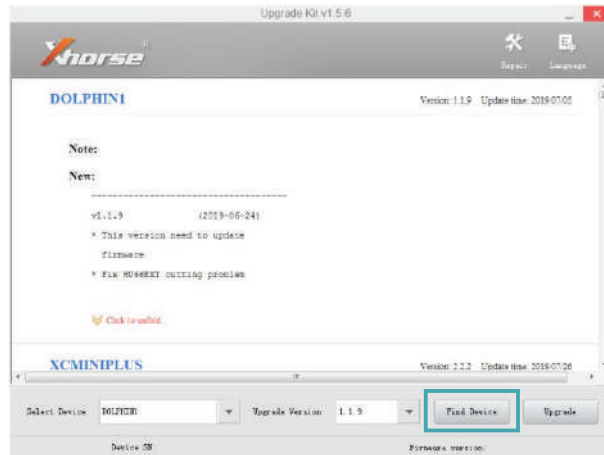 Upgrade Kit v1.5.6
Xhorse
Repair
Language
DOLPHIN1
Version: 1.1.9 Update time: 2019/07/05
Note:
New:
v1.1.9 (2019-06-24)
* This version need to update
firmware
* Fix HU66EXT cutting problem
Click to unfold
XCMINIPLUS
Version: 2.2.2 Update time: 2019/07/26
Select Device DOLPHIN1 Upgrade Version 1.1.9 Find Device Upgrade
Device SN Firmware version: